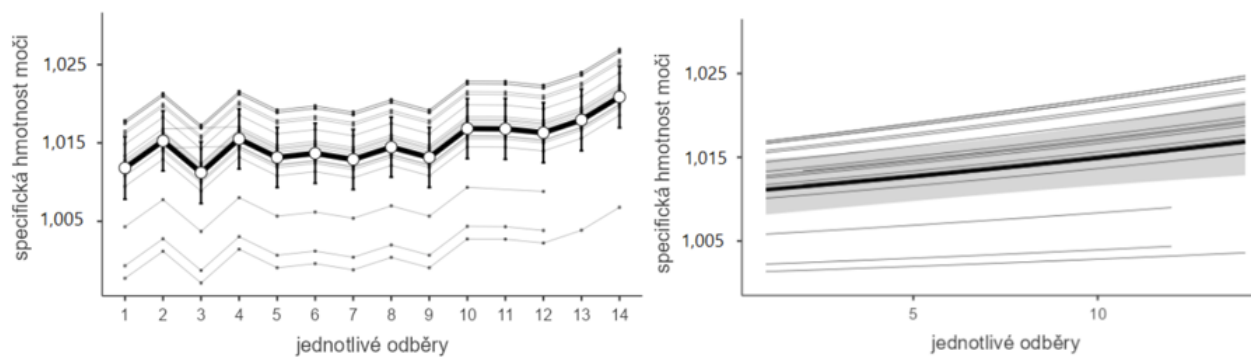 specifická hmotnost moči
1,025
1,015
1,005
1 2 3 4 5 6 7 8 9 10 11 12 13 14
jednotlivé odběry
specifická hmotnost moči
1,025
1,015
1,005
5 10
jednotlivé odběry